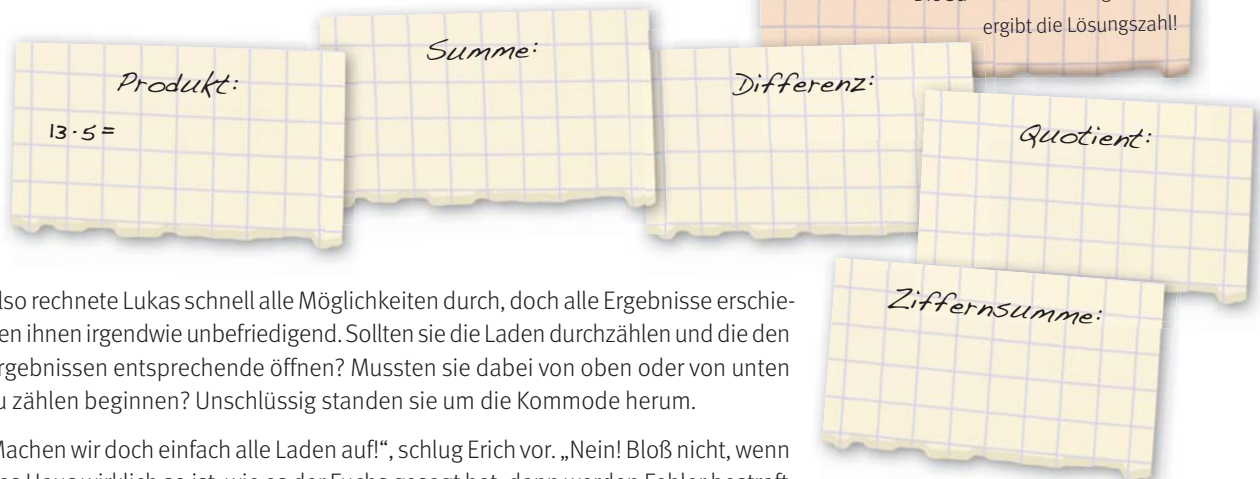 ergibt die Lösungszahl!
Produkt:
13·5=
Summe:
Differenz:
Quotient:
Ziffernsumme:
lso rechnete Lukas schnell alle Möglichkeiten durch, doch alle Ergebnisse erschie-
en ihnen irgendwie unbefriedigend. Sollten sie die Laden durchzählen und die den
rgebnissen entsprechende öffnen? Mussten sie dabei von oben oder von unten
u zählen beginnen? Unschlüssig standen sie um die Kommode herum.
Machen wir doch einfach alle Laden auf!“, schlug Erich vor. „Nein! Bloß nicht, wenn